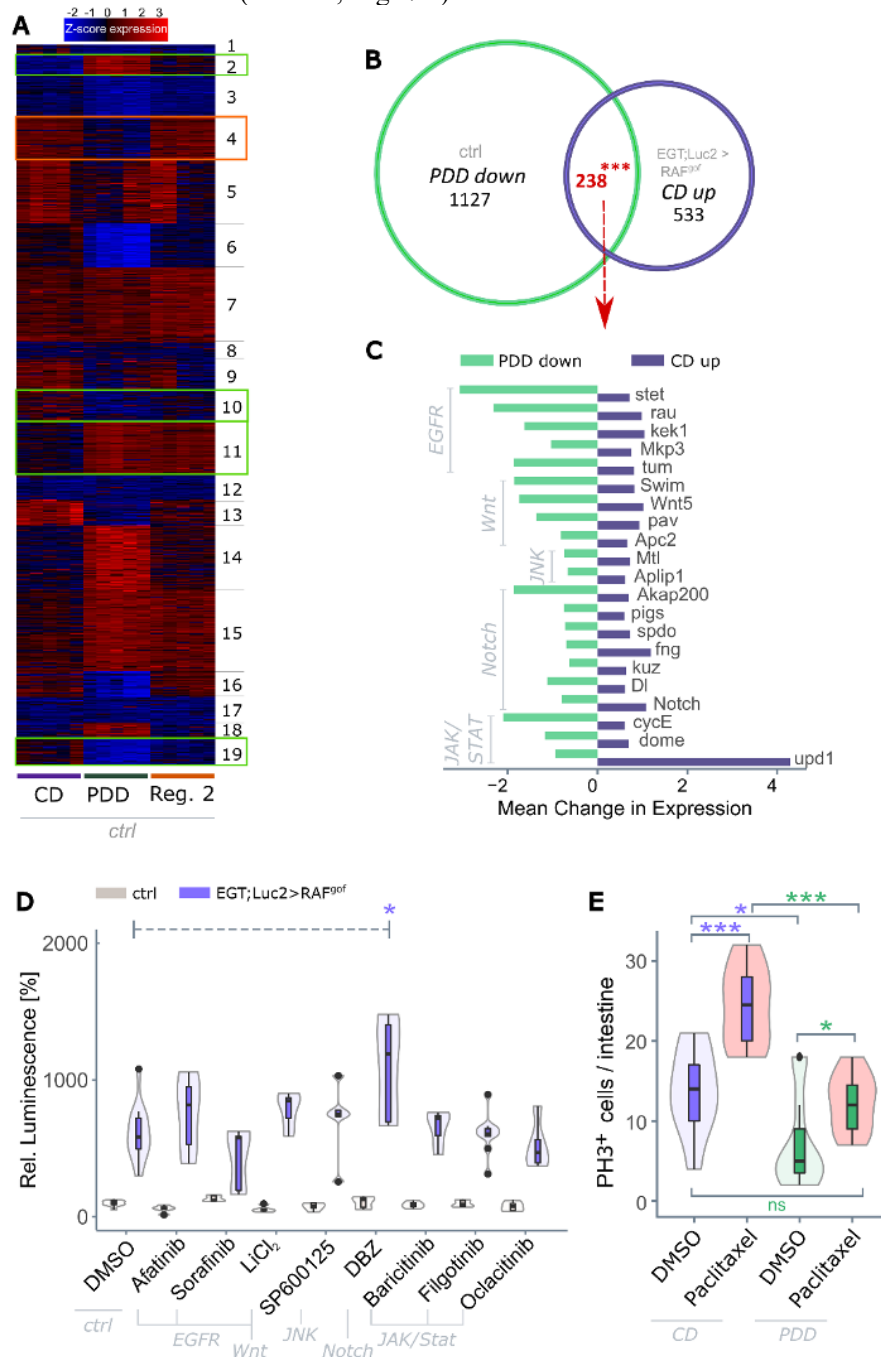 A
-2 -1 0 1 2 3
Z-score expression
1
2
3
4
5
6
7
8
9
10
11
12
13
14
15
16
17
18
19
CD PDD Reg. 2
ctrl
B
ctrl
PDD down
1127
238 ***
EGT;Luc2 >
RAFgof
CD up
533
C
PDD down CD up
EGFR
Wnt
JNK
Notch
JAK/
STAT
stet
rau
kek1
Mkp3
tum
Swim
Wnt5
pav
Apc2
Mtl
Aplip1
Akap200
pigs
spdo
fng
kuz
Dl
Notch
cycE
dome
upd1
−2 0 2 4
Mean Change in Expression
D
ctrl EGT;Luc2>RAFgof
*
Rel. Luminescence [%]
2000
1000
0
DMSO
Afatinib
Sorafinib
LiCl2
SP600125
DBZ
Baricitinib
Filgotinib
Oclacitinib
ctrl
EGFR
Wnt
JNK
Notch
JAK/Stat
E
***
*
***
*
ns
PH3+ cells / intestine
30
20
10
0
DMSO
Paclitaxel
DMSO
Paclitaxel
CD
PDD